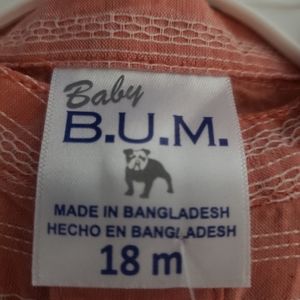 Baby
B.U.M.
MADE IN BANGLADESH
HECHO EN BANGLADESH
18 m